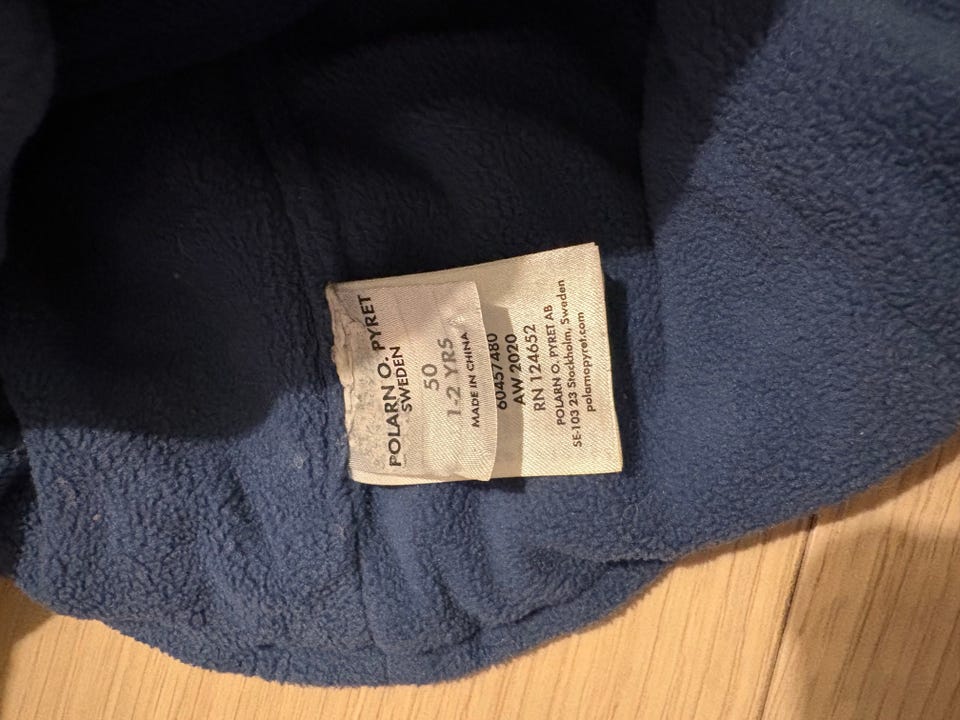 POLARN O. PYRET
SWEDEN
50
1-2 YRS
MADE IN CHINA
60457480
AW 2020
RN 124652
POLARN O. PYRET AB
SE-103 23 Stockholm, Sweden
polarnopyret.com